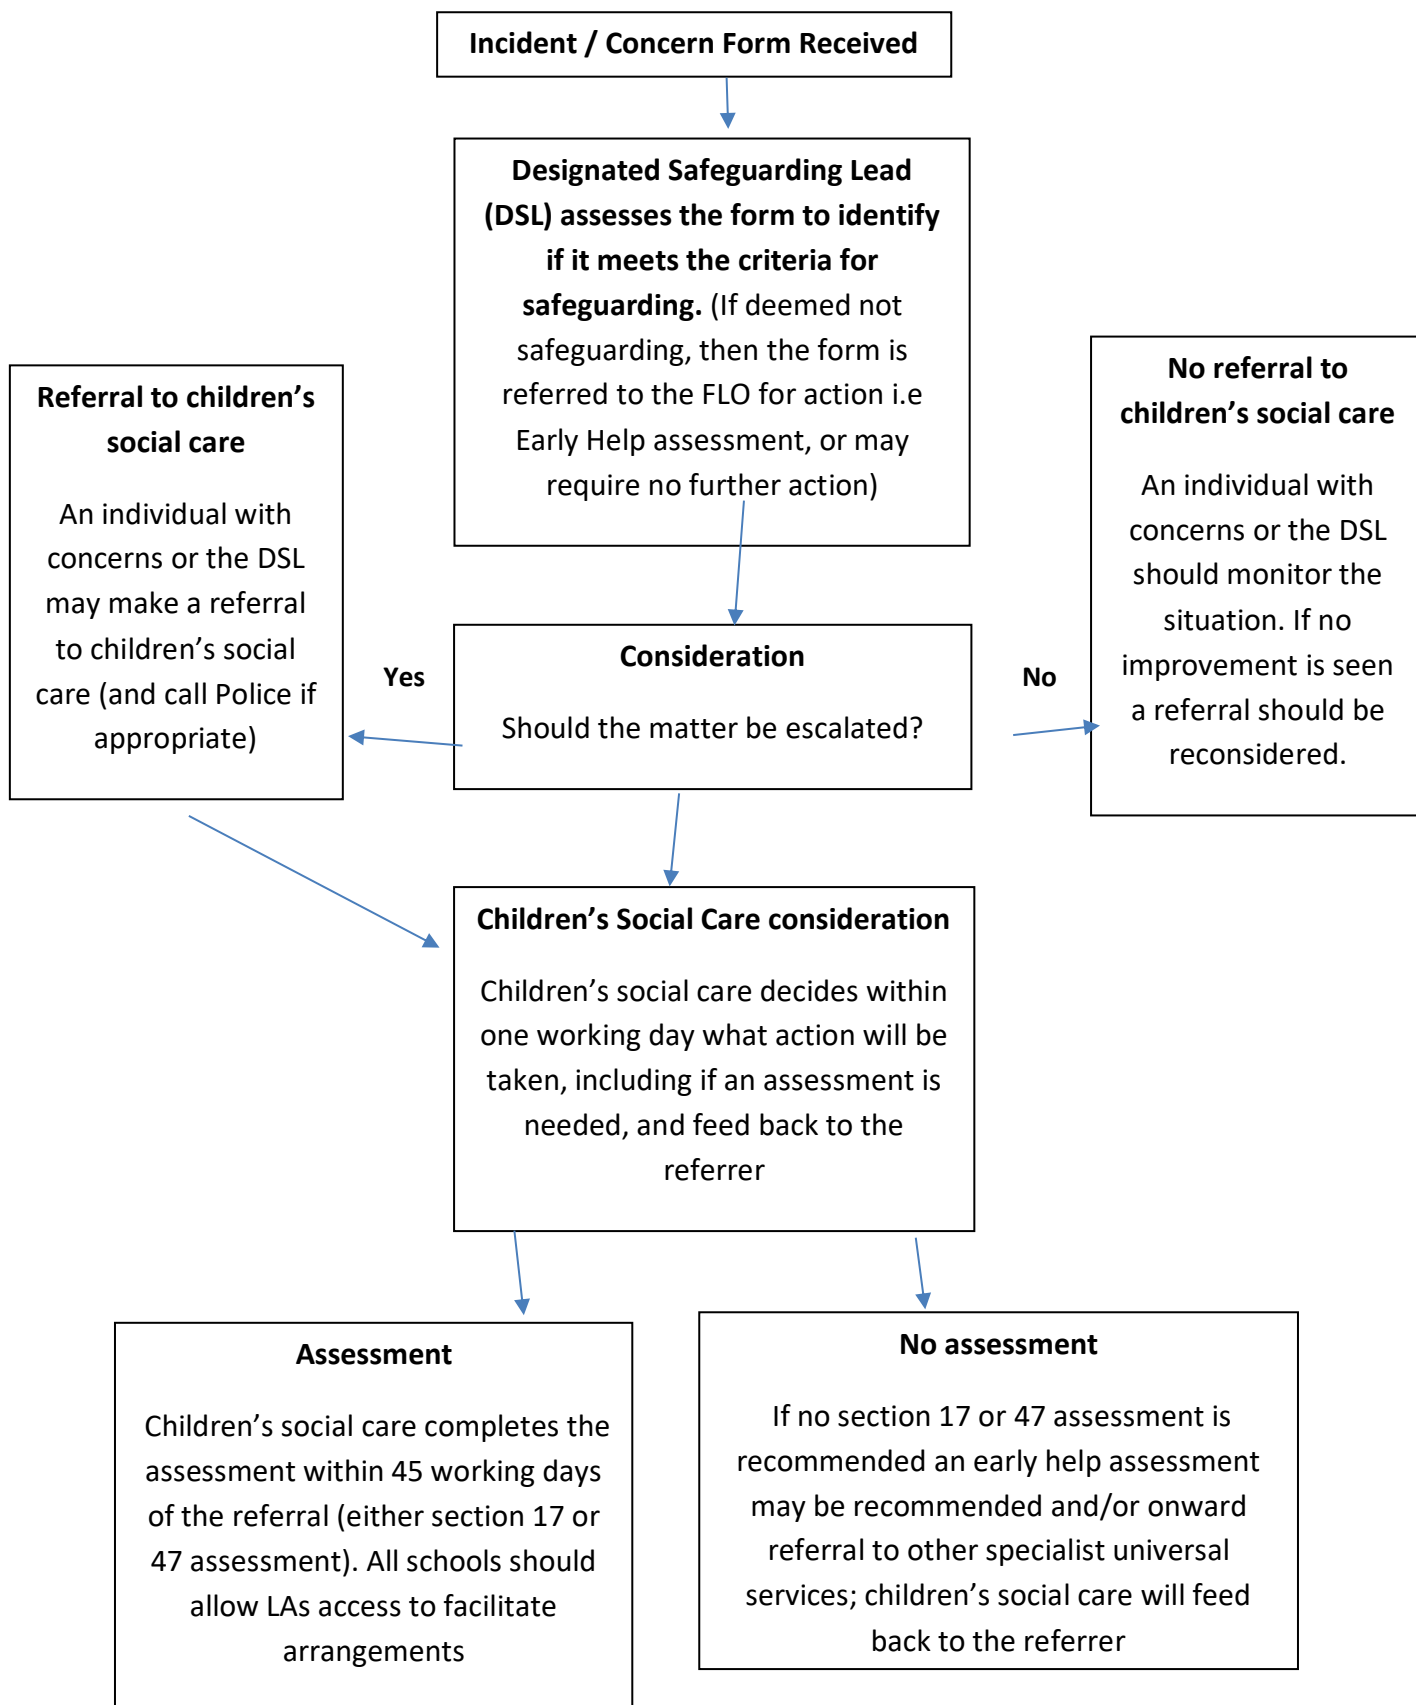 Incident / Concern Form Received
Designated Safeguarding Lead
(DSL) assesses the form to identify
if it meets the criteria for
safeguarding. (If deemed not
safeguarding, then the form is
referred to the FLO for action i.e
Early Help assessment, or may
require no further action)
Referral to children’s
social care
An individual with
concerns or the DSL
may make a referral
to children’s social
care (and call Police if
appropriate)
Yes
Consideration
Should the matter be escalated?
No
No referral to
children’s social care
An individual with
concerns or the DSL
should monitor the
situation. If no
improvement is seen
a referral should be
reconsidered.
Children’s Social Care consideration
Children’s social care decides within
one working day what action will be
taken, including if an assessment is
needed, and feed back to the
referrer
Assessment
Children’s social care completes the
assessment within 45 working days
of the referral (either section 17 or
47 assessment). All schools should
allow LAs access to facilitate
arrangements
No assessment
If no section 17 or 47 assessment is
recommended an early help assessment
may be recommended and/or onward
referral to other specialist universal
services; children’s social care will feed
back to the referrer